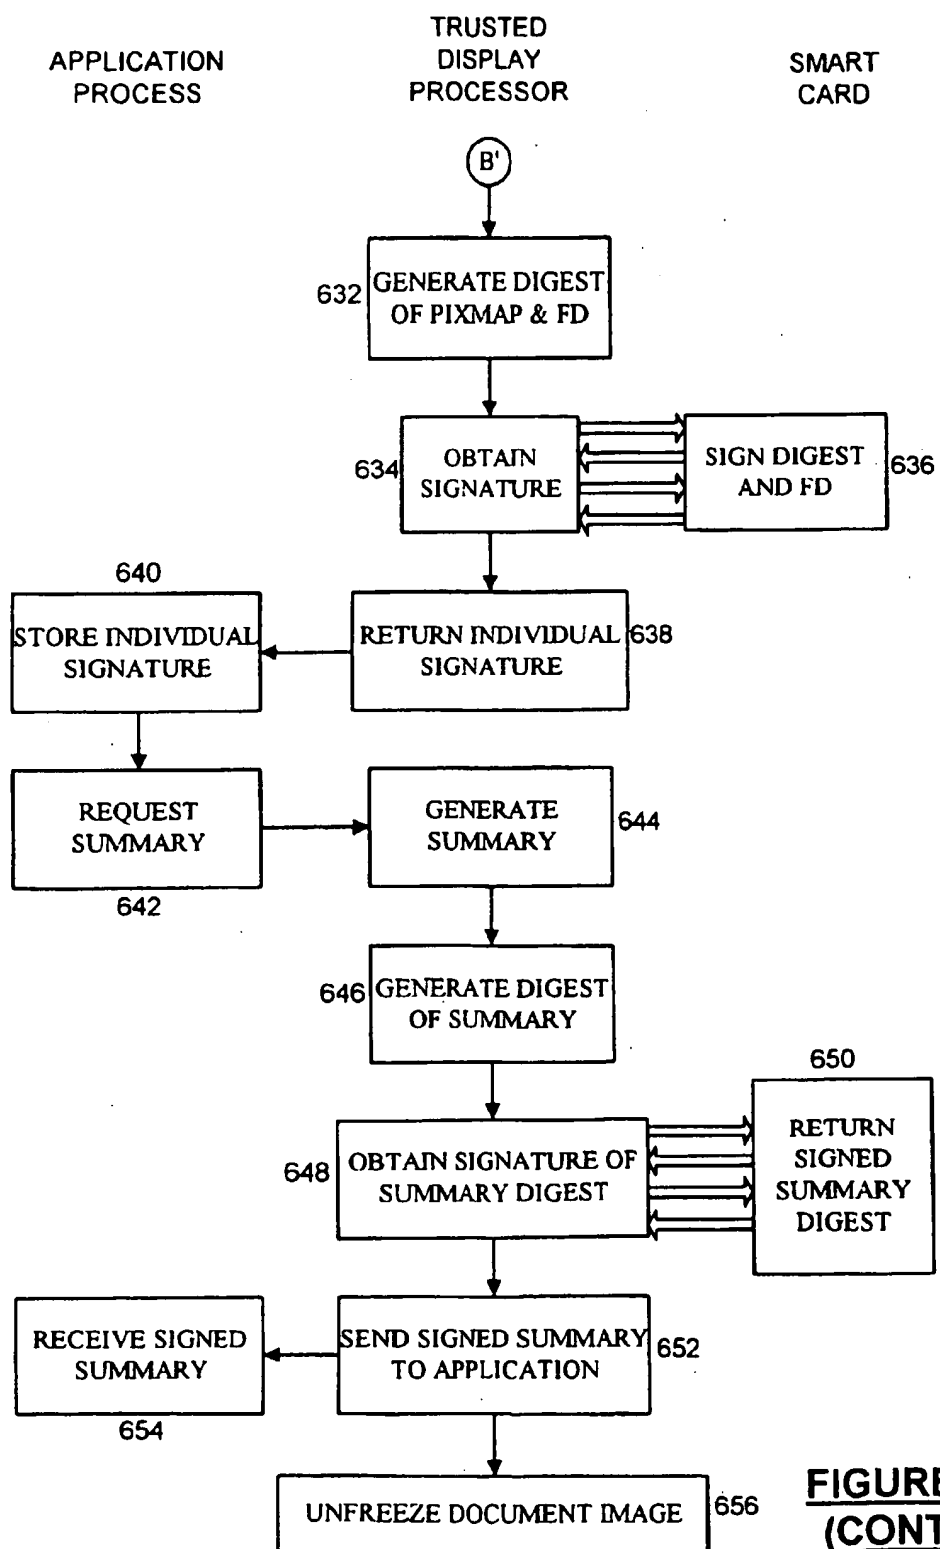 APPLICATION
PROCESS
TRUSTED
DISPLAY
PROCESSOR
SMART
CARD
B'
632
GENERATE DIGEST
OF PIXMAP & FD
634
OBTAIN
SIGNATURE
SIGN DIGEST
AND FD
636
640
STORE INDIVIDUAL
SIGNATURE
RETURN INDIVIDUAL
SIGNATURE
638
REQUEST
SUMMARY
642
GENERATE
SUMMARY
644
646
GENERATE DIGEST
OF SUMMARY
648
OBTAIN SIGNATURE OF
SUMMARY DIGEST
650
RETURN
SIGNED
SUMMARY
DIGEST
RECEIVE SIGNED
SUMMARY
654
SEND SIGNED SUMMARY
TO APPLICATION
652
UNFREEZE DOCUMENT IMAGE
656
FIGURE
(CONT